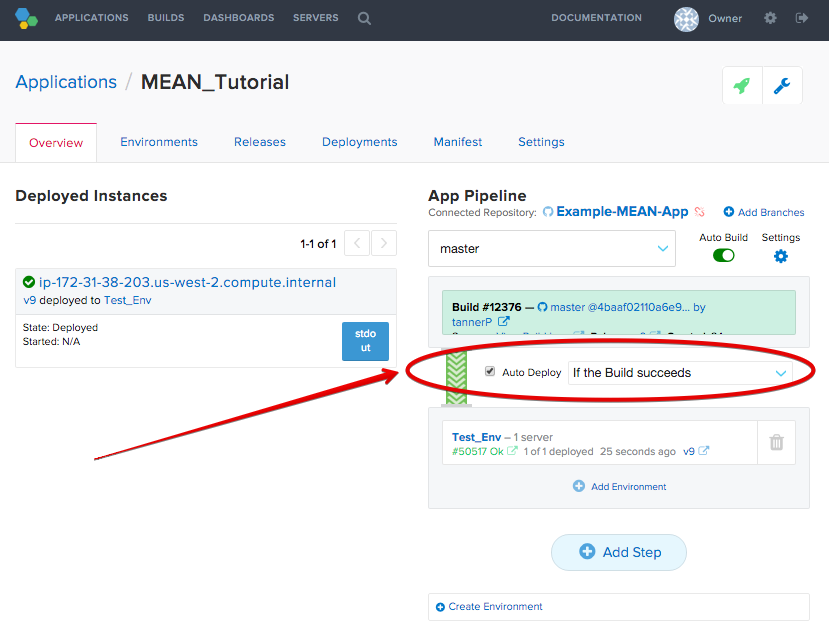 APPLICATIONS BUILDS DASHBOARDS SERVERS DOCUMENTATION Owner
Applications / MEAN_Tutorial
Overview Environments Releases Deployments Manifest Settings
Deployed Instances
1-1 of 1
ip-172-31-38-203.us-west-2.compute.internal
v9 deployed to Test_Env
State: Deployed
Started: N/A
stdo
ut
App Pipeline
Connected Repository: Example-MEAN-App Add Branches
master
Auto Build Settings
Build #12376 — master @4baaf02110a6e9... by
tannerP
Auto Deploy If the Build succeeds
Test_Env – 1 server
#50517 Ok 1 of 1 deployed 25 seconds ago v9
Add Environment
Add Step
Create Environment